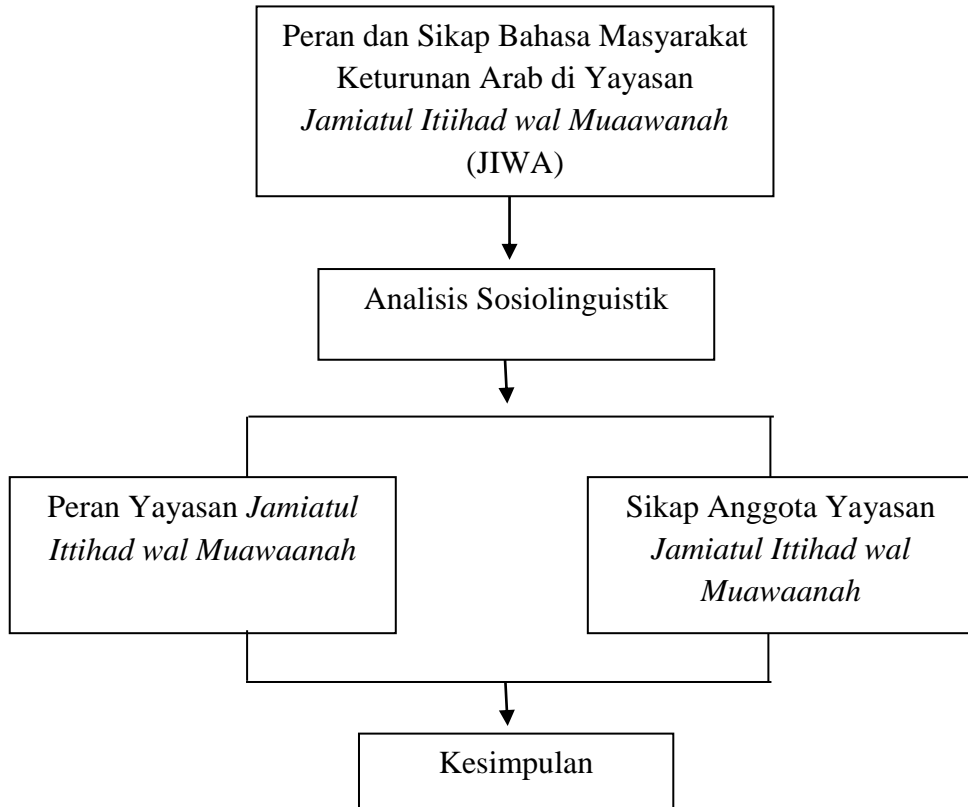 Peran dan Sikap Bahasa Masyarakat
Keturunan Arab di Yayasan
Jamiatul Itiihad wal Muaawanah
(JIWA)
Analisis Sosiolinguistik
Peran Yayasan Jamiatul
Ittihad wal Muawaanah
Sikap Anggota Yayasan
Jamiatul Ittihad wal
Muawaanah
Kesimpulan